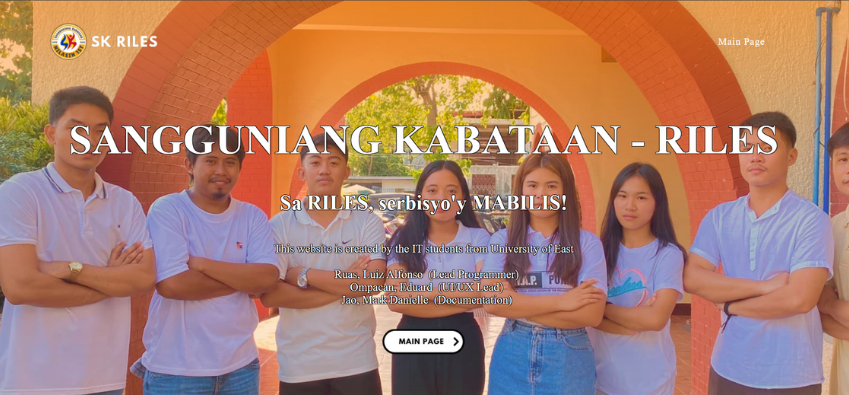 SK RILES
Main Page
SANGGUNIANG KABATAAN - RILES
Sa RILES, serbisyo'y MABILIS!
This website is created by the IT students from University of East
Ruas, Luiz Alfonso (Lead Programmer)
Ompacan, Eduard (UI/UX Lead)
Jao, Mark Danielle (Documentation)
MAIN PAGE